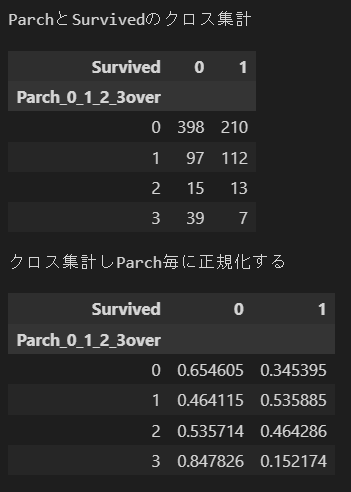 ParchとSurvivedのクロス集計
Survived 0 1
Parch_0_1_2_3over
0 398 210
1 97 112
2 15 13
3 39 7
クロス集計しParch毎に正規化する
Survived 0 1
Parch_0_1_2_3over
0 0.654605 0.345395
1 0.464115 0.535885
2 0.535714 0.464286
3 0.847826 0.152174